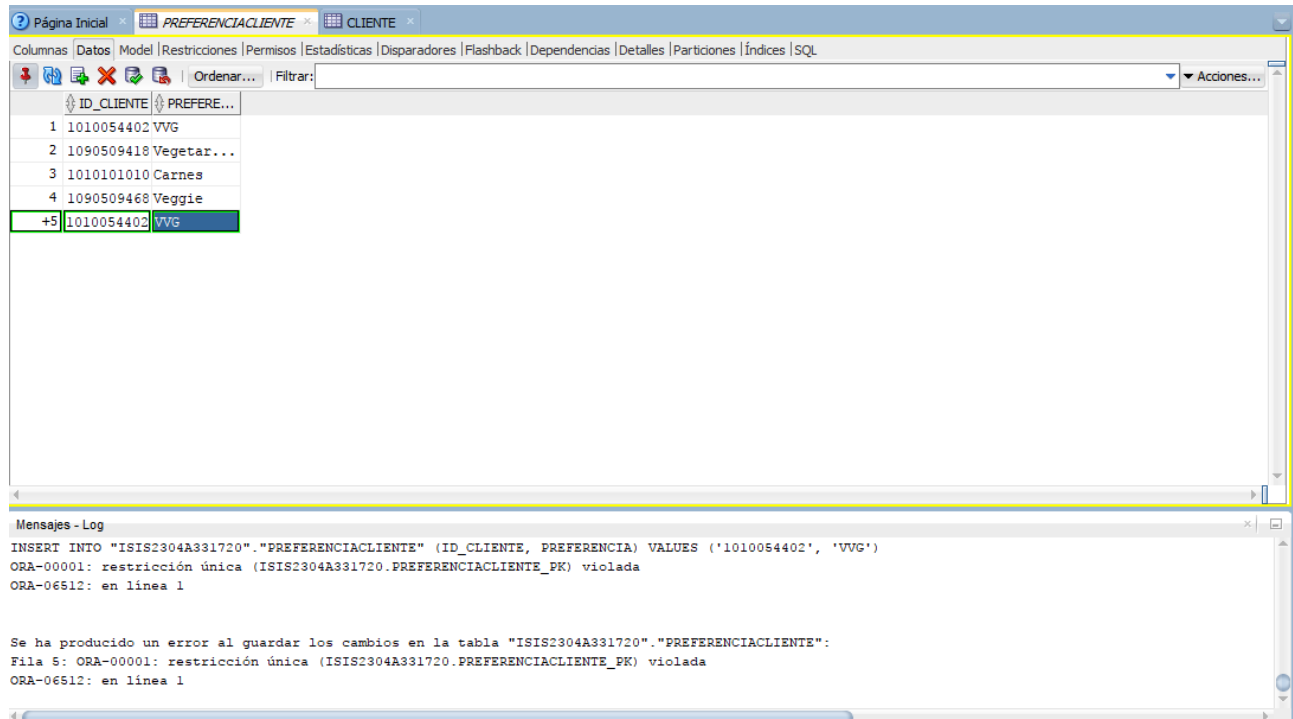 Página Inicial PREFERENCIACLIENTE CLIENTE
Columnas Datos Model Restricciones Permisos Estadísticas Disparadores Flashback Dependencias Detalles Particiones Índices SQL
Ordenar... Filtrar: Acciones...
ID_CLIENTE PREFERE...
1 1010054402 VVG
2 1090509418 Vegetar...
3 1010101010 Carnes
4 1090509468 Veggie
+5 1010054402 VVG
Mensajes - Log
INSERT INTO "ISIS2304A331720"."PREFERENCIACLIENTE" (ID_CLIENTE, PREFERENCIA) VALUES ('1010054402', 'VVG')
ORA-00001: restricción única (ISIS2304A331720.PREFERENCIACLIENTE_PK) violada
ORA-06512: en línea 1
Se ha producido un error al guardar los cambios en la tabla "ISIS2304A331720"."PREFERENCIACLIENTE":
Fila 5: ORA-00001: restricción única (ISIS2304A331720.PREFERENCIACLIENTE_PK) violada
ORA-06512: en línea 1